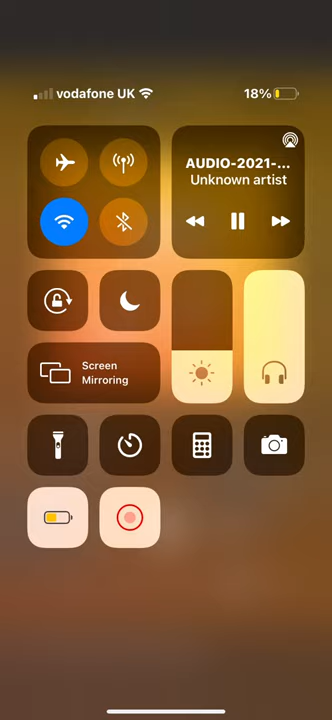 vodafone UK
18%
AUDIO-2021-...
Unknown artist
Screen
Mirroring